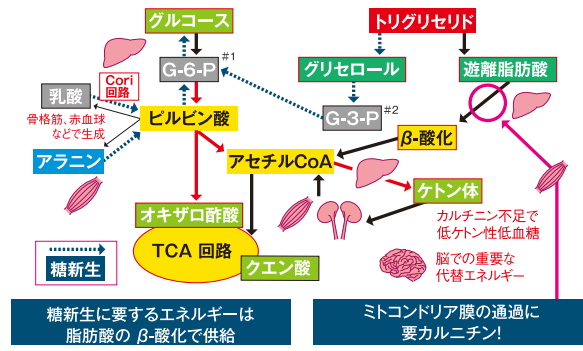 グルコース
トリグリセリド
#1
G-6-P
グリセロール
遊離脂肪酸
Cori
回路
乳酸
骨格筋、赤血球
などで生成
ピルビン酸
#2
G-3-P
β-酸化
アラニン
アセチルCoA
ケトン体
オキザロ酢酸
カルチニン不足で
低ケトン性低血糖
TCA 回路
クエン酸
脳での重要な
代替エネルギー
糖新生
糖新生に要するエネルギーは
脂肪酸の β-酸化で供給
ミトコンドリア膜の通過に
要カルニチン!